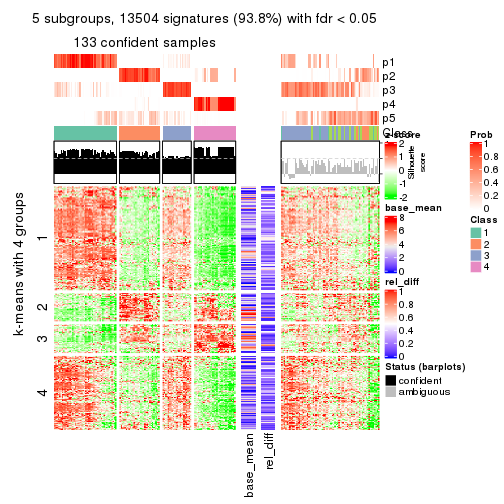 5 subgroups, 13504 signatures (93.8%) with fdr < 0.05
133 confident samples
p1
p2
p3
p4
p5
Class
k-means with 4 groups
1
2
3
4
base_mean
rel_diff
Silhouette
score
z-score
2
1
0
-1
-2
base_mean
8
6
4
2
0
rel_diff
1
0.8
0.6
0.4
0.2
0
Status (barplots)
confident
ambiguous
Prob
1
0.8
0.6
0.4
0.2
0
Class
1
2
3
4